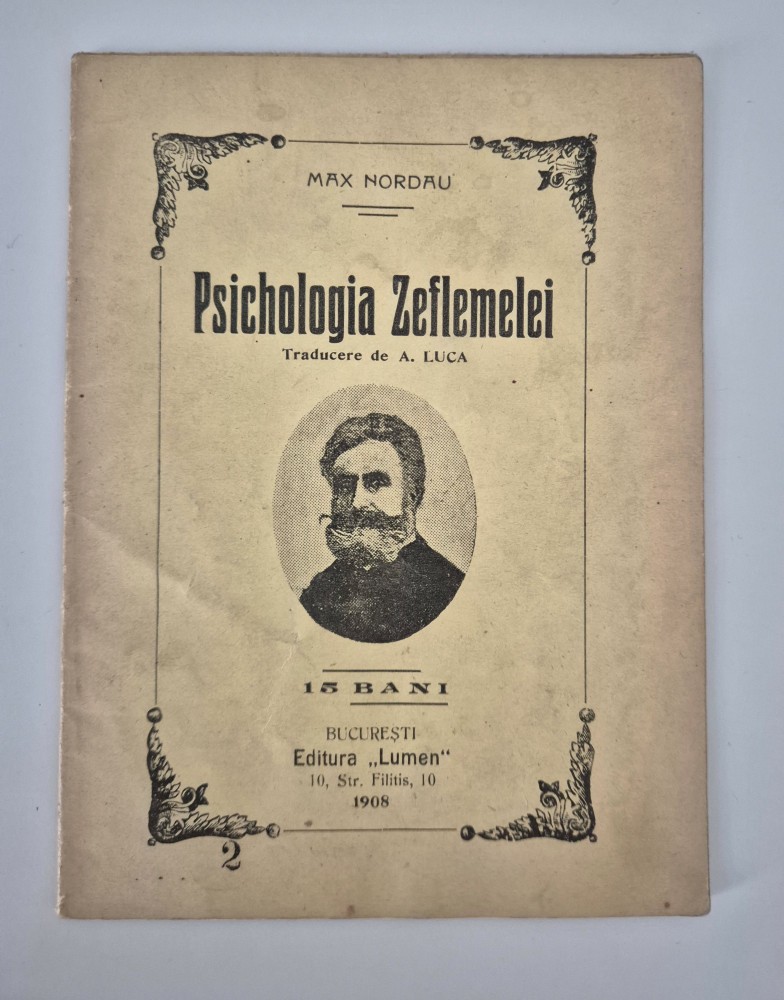 MAX NORDAU
Psichologia Zeflemelei
Traducere de A. LUCA
15 BANI
BUCUREȘTI
Editura „Lumen“
10, Str. Filitis, 10
1908
2